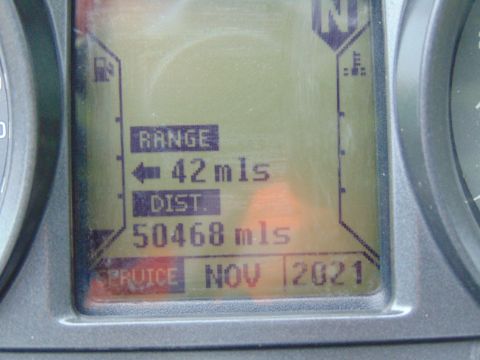 N
RANGE
42 mls
DIST.
50468 mls
SERVICE NOV 2021